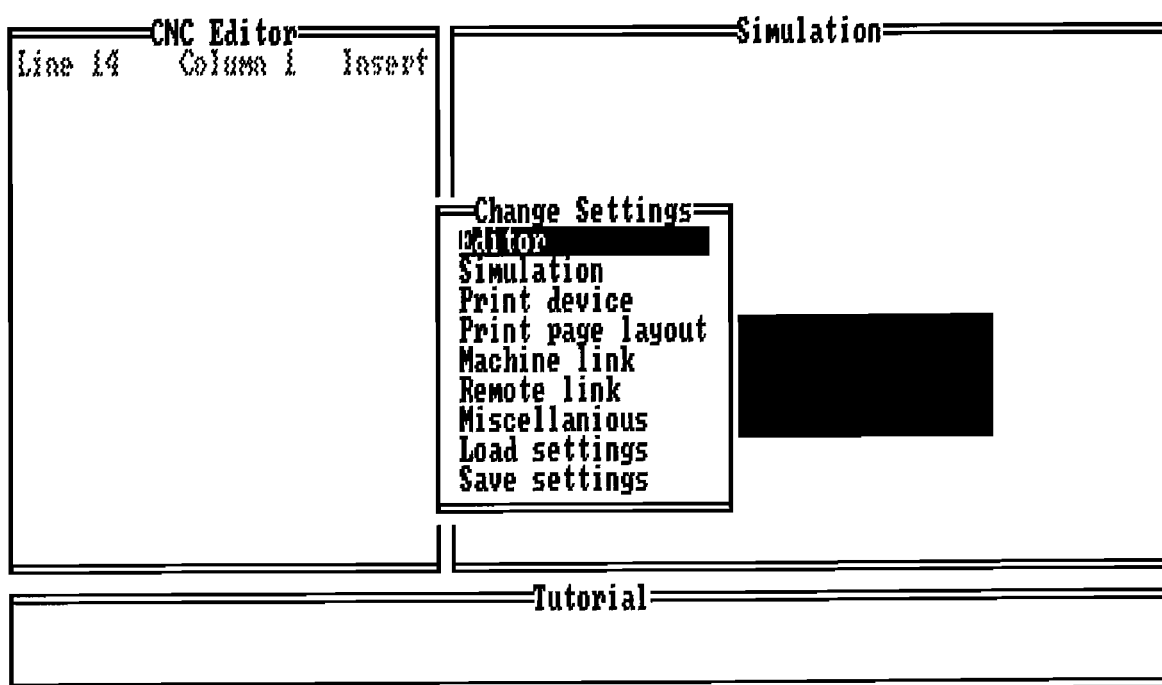 CNC Editor
Line 14 Column 1 Insert
Simulation
Change Settings
Editor
Simulation
Print device
Print page layout
Machine link
Remote link
Miscellanious
Load settings
Save settings
Tutorial